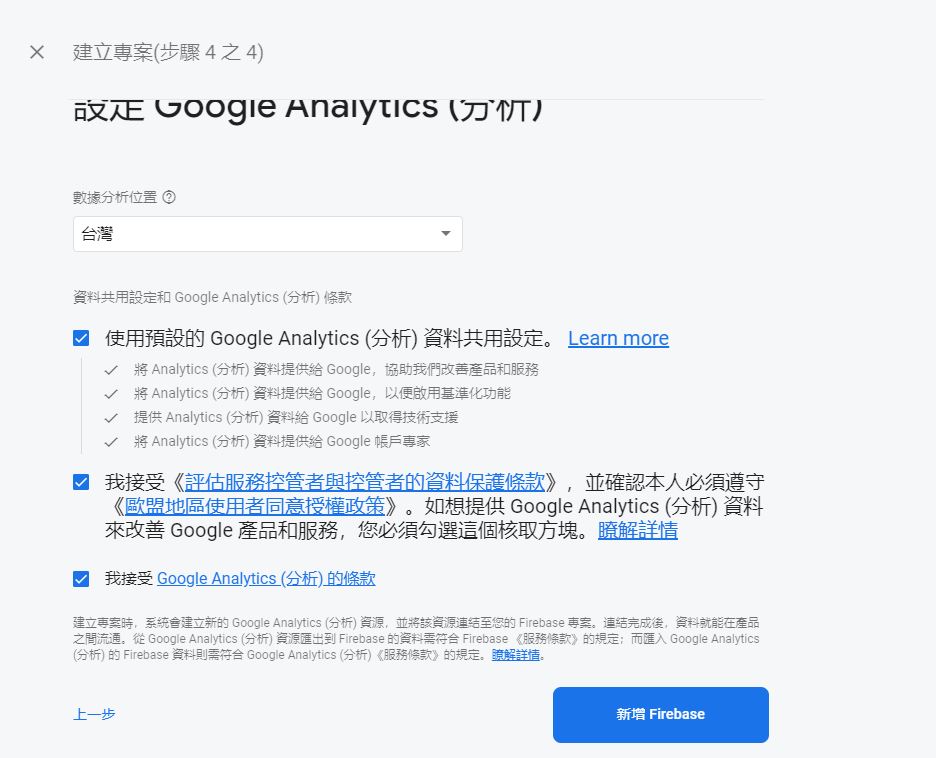 建立專案(步驟 4 之 4)
設定 Google Analytics (分析)
數據分析位置
台灣
資料共用設定和 Google Analytics (分析) 條款
使用預設的 Google Analytics (分析) 資料共用設定。 Learn more
將 Analytics (分析) 資料提供給 Google，協助我們改善產品和服務
將 Analytics (分析) 資料提供給 Google，以便啟用基準化功能
提供 Analytics (分析) 資料給 Google 以取得技術支援
將 Analytics (分析) 資料提供給 Google 帳戶專家
我接受《評估服務控管者與控管者的資料保護條款》，並確認本人必須遵守
《歐盟地區使用者同意授權政策》。如想提供 Google Analytics (分析) 資料
來改善 Google 產品和服務，您必須勾選這個核取方塊。瞭解詳情
我接受 Google Analytics (分析) 的條款
建立專案時，系統會建立新的 Google Analytics (分析) 資源，並將該資源連結至您的 Firebase 專案。連結完成後，資料就能在產品
之間流通。從 Google Analytics (分析) 資源匯出到 Firebase 的資料需符合 Firebase 《服務條款》的規定；而匯入 Google Analytics
(分析) 的 Firebase 資料則需符合 Google Analytics (分析)《服務條款》的規定。瞭解詳情。
上一步
新增 Firebase